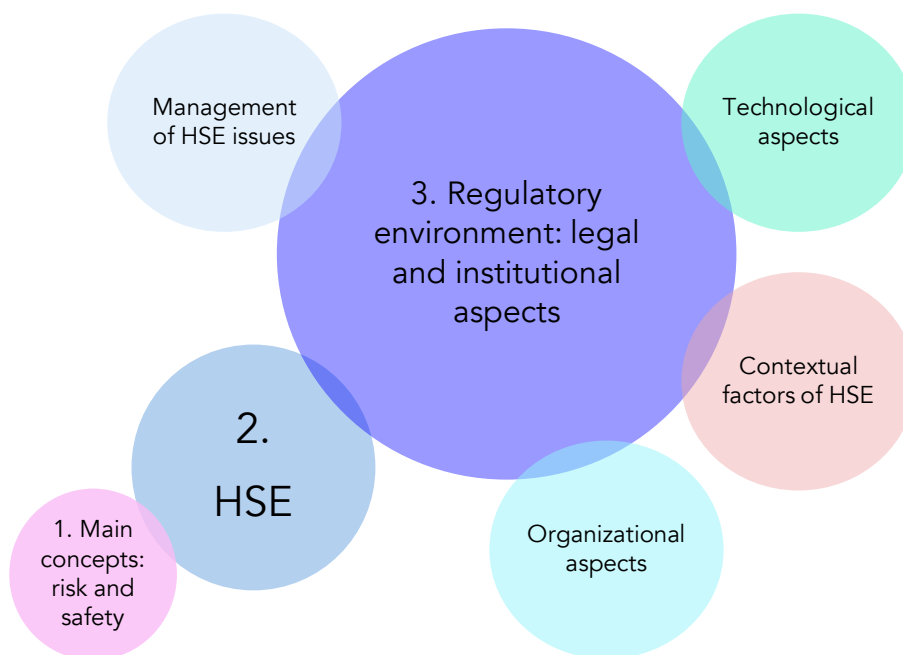 Management
of HSE issues
Technological
aspects
3. Regulatory
environment: legal
and institutional
aspects
Contextual
factors of HSE
2.
HSE
Organizational
aspects
1. Main
concepts:
risk and
safety